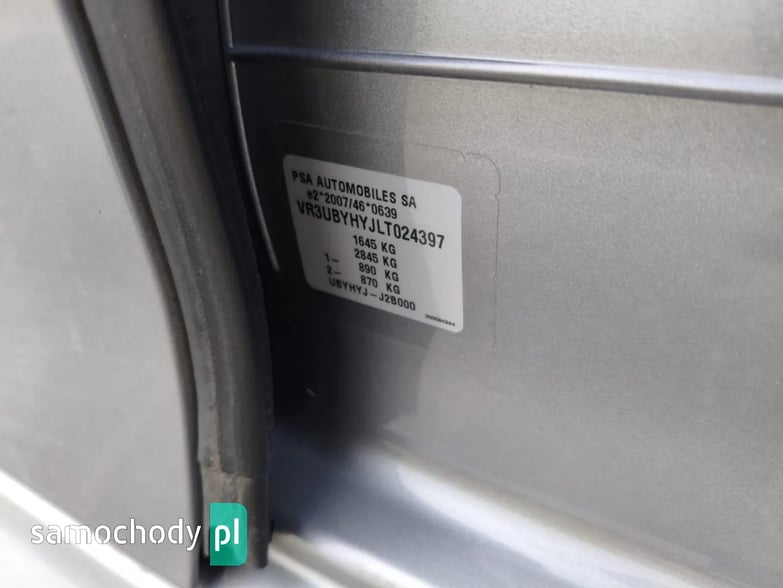 PSA AUTOMOBILES SA
e2*2007/46*0639
VR3UBYHYJLT024397
1645 KG
2845 KG
1- 890 KG
2- 870 KG
UBYHYJ-J2B000
samochody pl